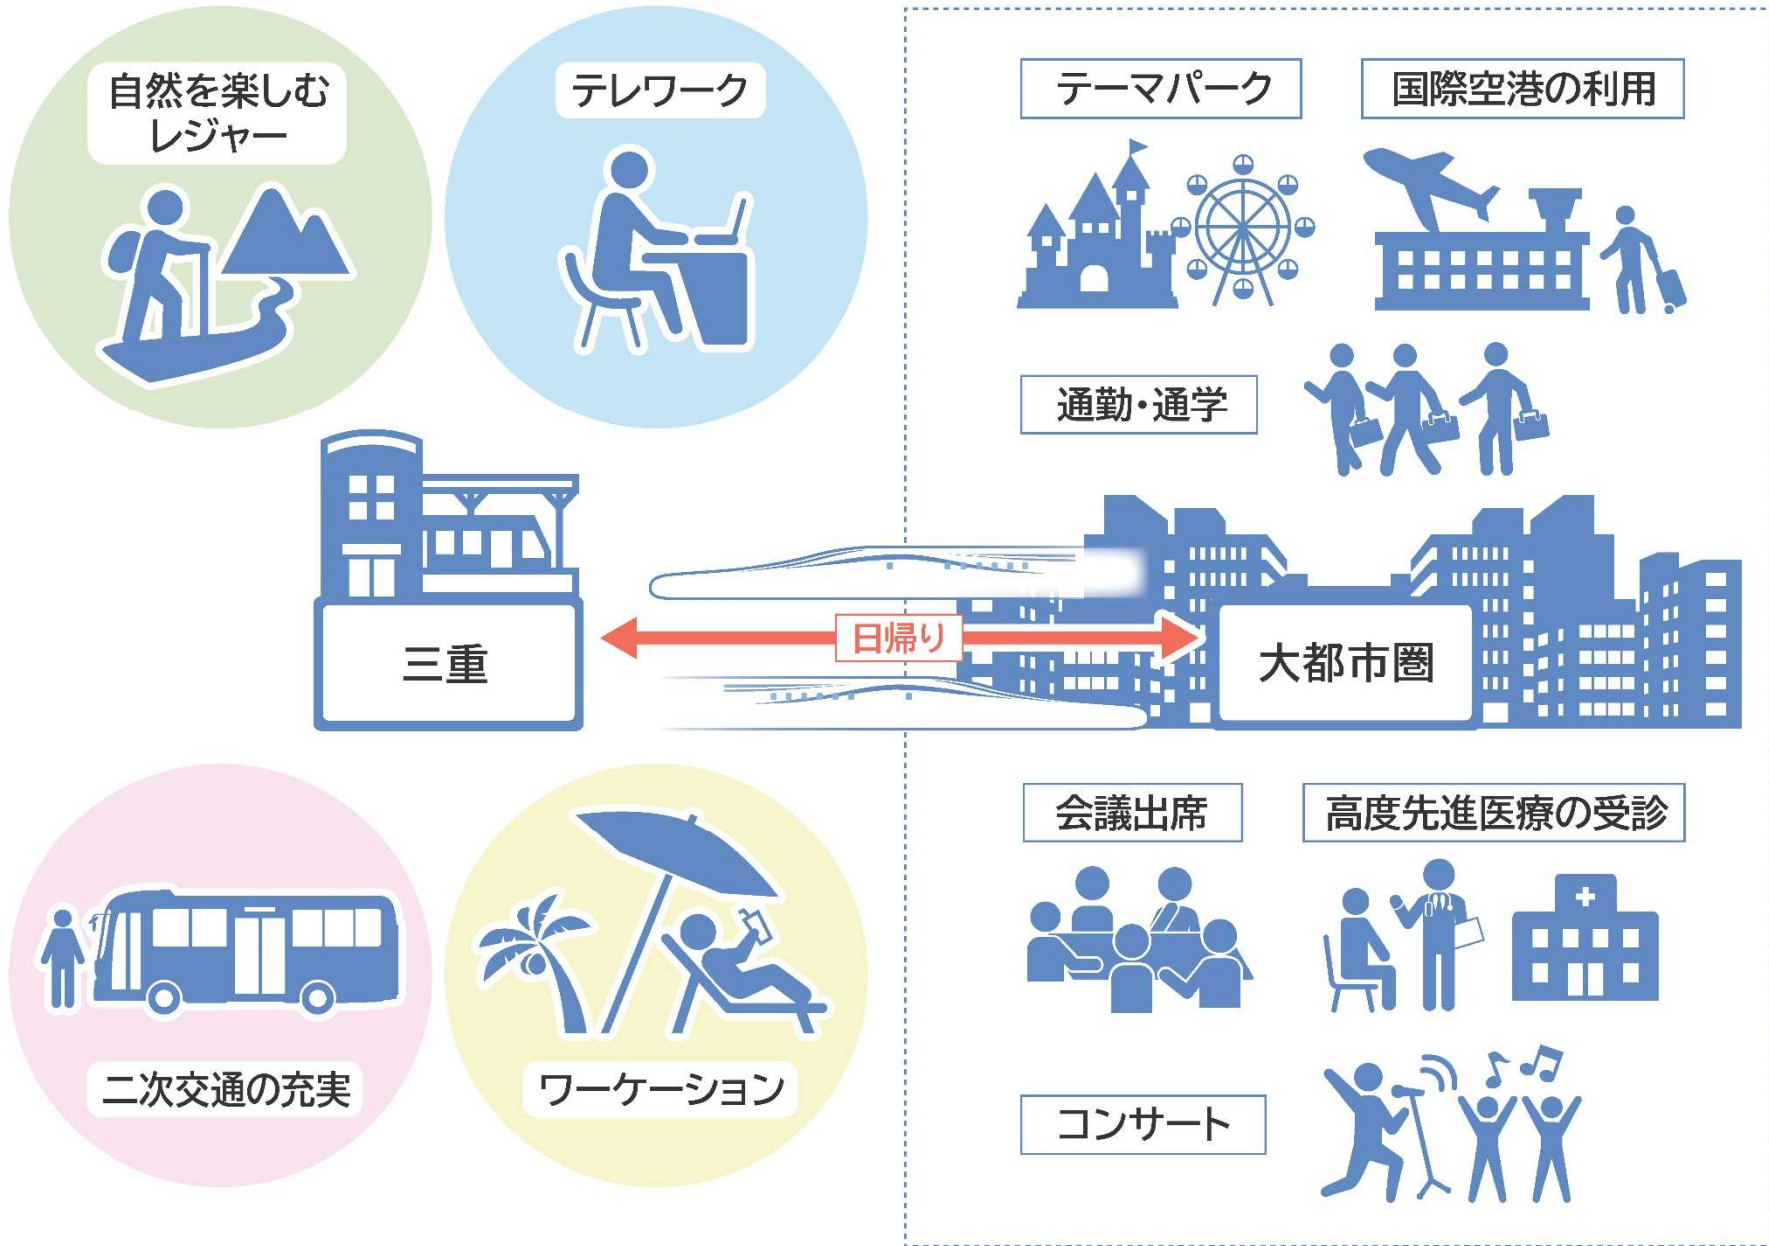 自然を楽しむ
レジャー
テレワーク
テーマパーク
国際空港の利用
通勤・通学
三重
日帰り
大都市圏
会議出席
高度先進医療の受診
二次交通の充実
ワーケーション
コンサート